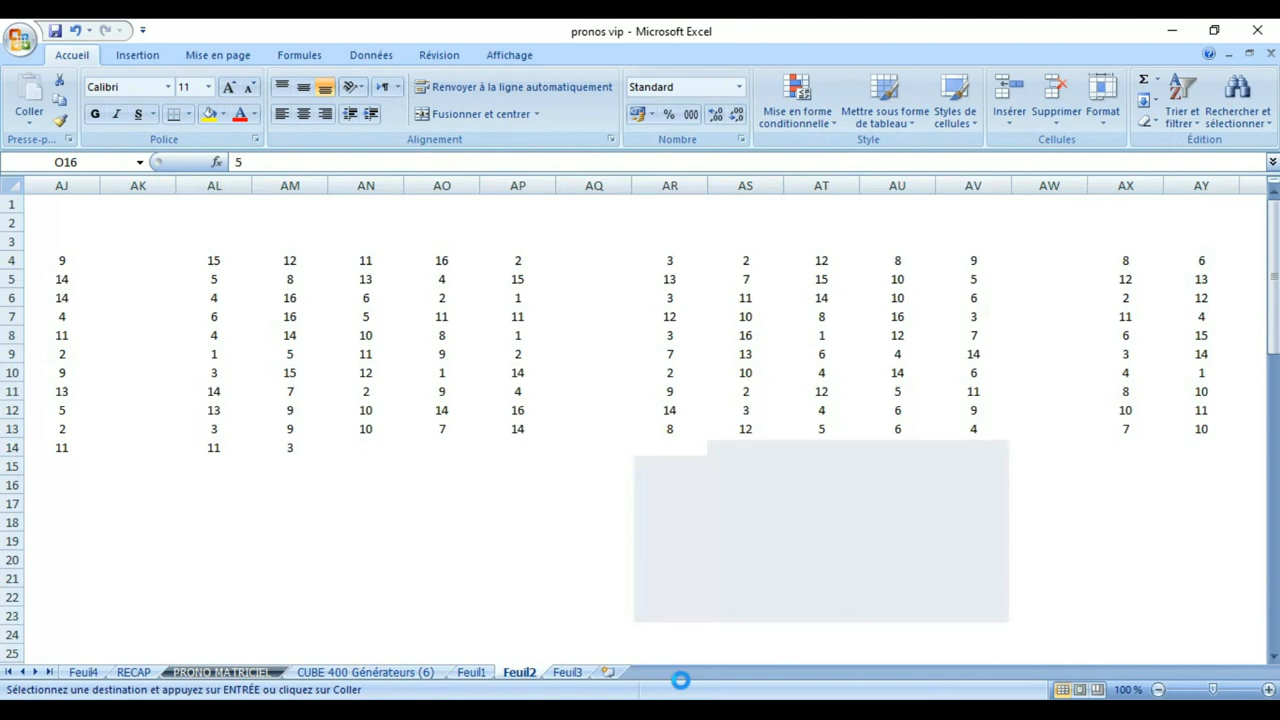 pronos vip - Microsoft Excel
Accueil Insertion Mise en page Formules Données Révision Affichage
Calibri 11 Renvoyer à la ligne automatiquement Standard
Coller G I S Fusionner et centrer % 000 Mise en forme conditionnelle Mettre sous forme de tableau Styles de cellules Insérer Supprimer Format Trier et filtrer Rechercher et sélectionner
Presse-p... Police Alignement Nombre Style Cellules Édition
O16 fx 5
AJ AK AL AM AN AO AP AQ AR AS AT AU AV AW AX AY
1
2
3
4 9 15 12 11 16 2 3 2 12 8 9 8 6
5 14 5 8 13 4 15 13 7 15 10 5 12 13
6 14 4 16 6 2 1 3 11 14 10 6 2 12
7 4 6 16 5 11 11 12 10 8 16 3 11 4
8 11 4 14 10 8 1 3 16 1 12 7 6 15
9 2 1 5 11 9 2 7 13 6 4 14 3 14
10 9 3 15 12 1 14 2 10 4 14 6 4 1
11 13 14 7 2 9 4 9 2 12 5 11 8 10
12 5 13 9 10 14 16 14 3 4 6 9 10 11
13 2 3 9 10 7 14 8 12 5 6 4 7 10
14 11 11 3
15
16
17
18
19
20
21
22
23
24
25
Feuil4 RECAP PRONO MATRICIEL CUBE 400 Générateurs (6) Feuil1 Feuil2 Feuil3
Sélectionnez une destination et appuyez sur ENTRÉE ou cliquez sur Coller 100 %